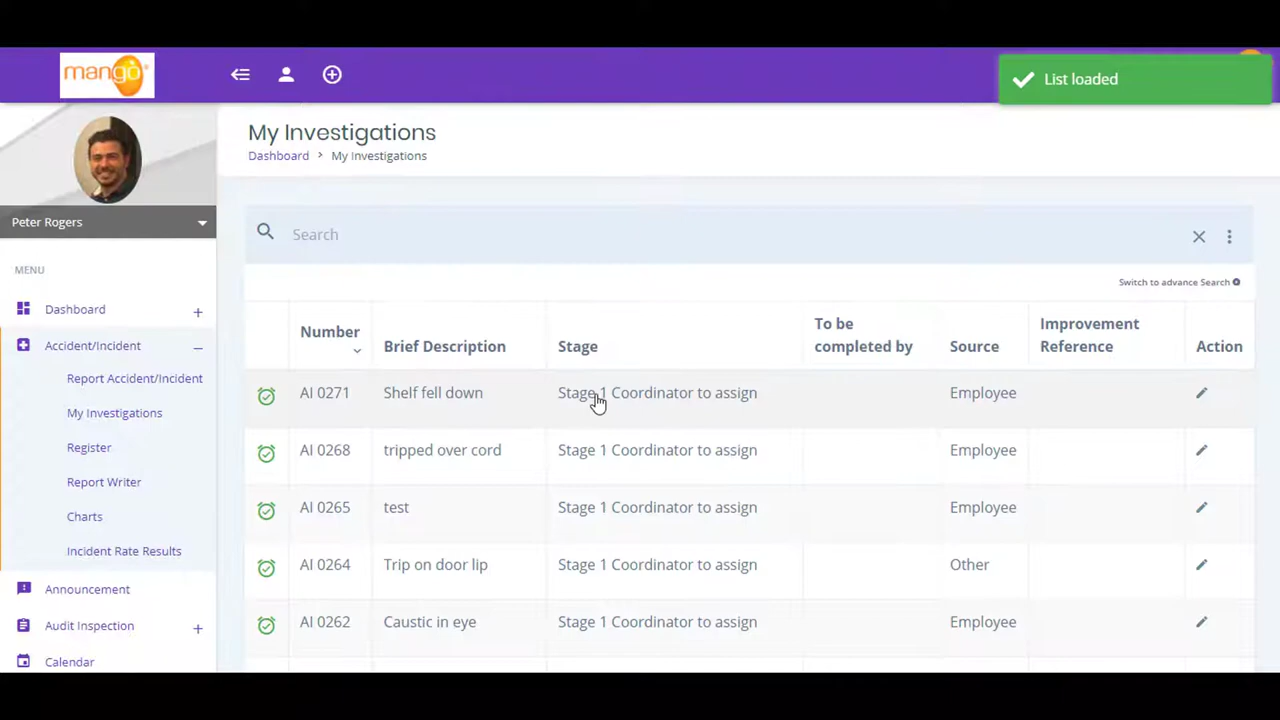 mango
List loaded
My Investigations
Dashboard > My Investigations
Peter Rogers
MENU
Dashboard
Accident/Incident
Report Accident/Incident
My Investigations
Register
Report Writer
Charts
Incident Rate Results
Announcement
Audit Inspection
Calendar
Search
Switch to advance Search
Number Brief Description Stage To be completed by Source Improvement Reference Action
AI 0271 Shelf fell down Stage 1 Coordinator to assign Employee
AI 0268 tripped over cord Stage 1 Coordinator to assign Employee
AI 0265 test Stage 1 Coordinator to assign Employee
AI 0264 Trip on door lip Stage 1 Coordinator to assign Other
AI 0262 Caustic in eye Stage 1 Coordinator to assign Employee